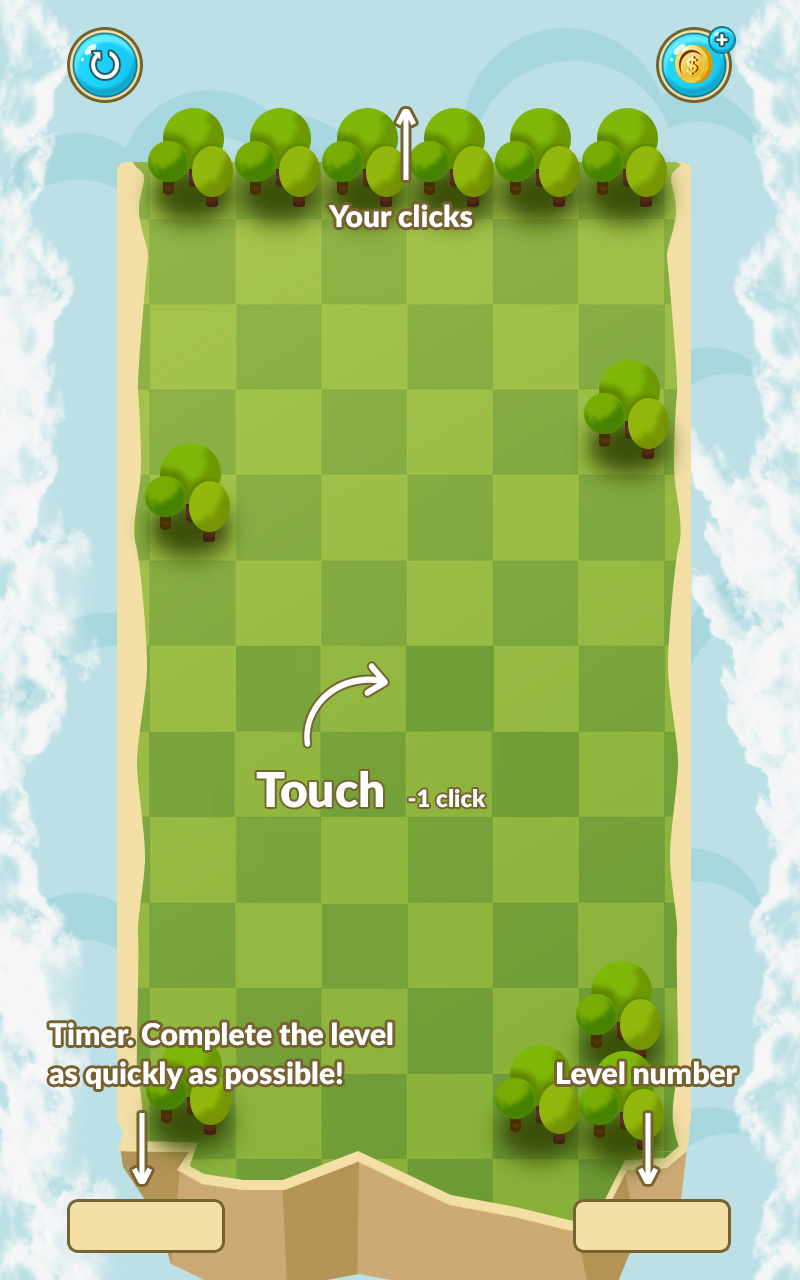 Your clicks
Touch -1 click
Timer. Complete the level
as quickly as possible!
Level number